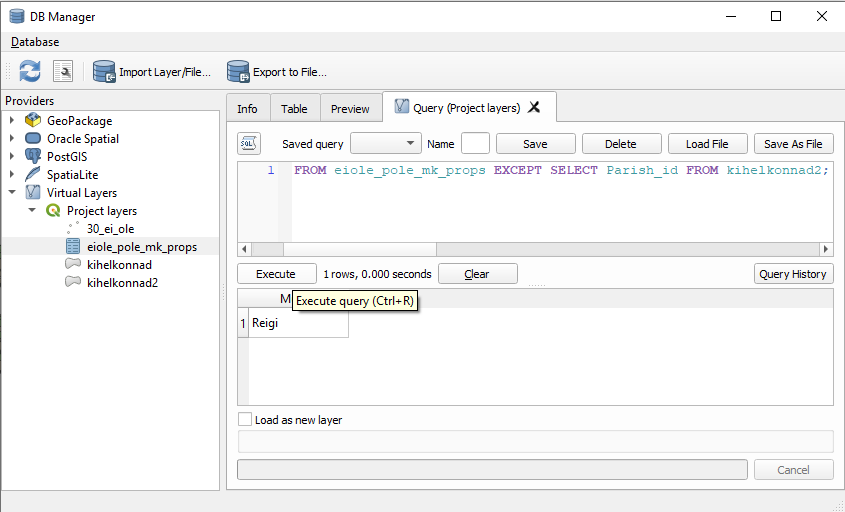 DB Manager
Database
Import Layer/File... Export to File...
Providers
GeoPackage
Oracle Spatial
PostGIS
SpatiaLite
Virtual Layers
Project layers
30_ei_ole
eiole_pole_mk_props
kihelkonnad
kihelkonnad2
Info Table Preview Query (Project layers)
SQL Saved query Name Save Delete Load File Save As File
1 FROM eiole_pole_mk_props EXCEPT SELECT Parish_id FROM kihelkonnad2;
Execute 1 rows, 0.000 seconds Clear Query History
M
Execute query (Ctrl+R)
1 Reigi
Load as new layer
Cancel